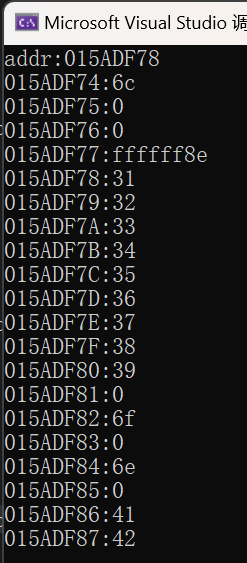 Microsoft Visual Studio 调
addr:015ADF78
015ADF74:6c
015ADF75:0
015ADF76:0
015ADF77:ffffff8e
015ADF78:31
015ADF79:32
015ADF7A:33
015ADF7B:34
015ADF7C:35
015ADF7D:36
015ADF7E:37
015ADF7F:38
015ADF80:39
015ADF81:0
015ADF82:6f
015ADF83:0
015ADF84:6e
015ADF85:0
015ADF86:41
015ADF87:42